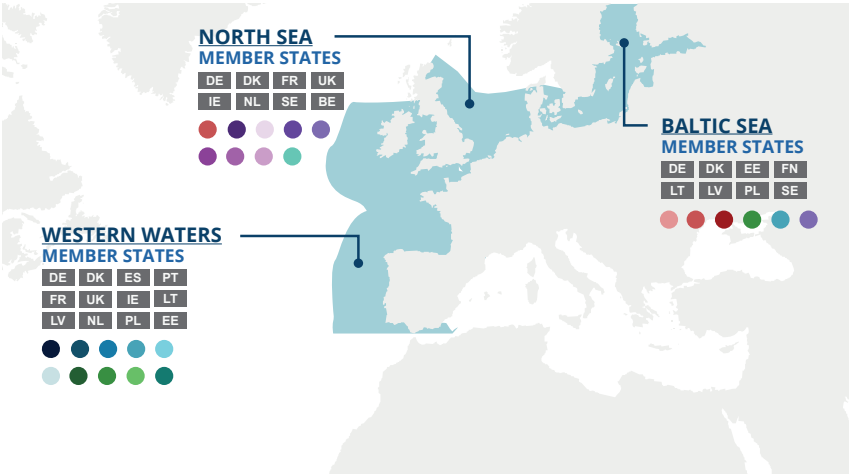 NORTH SEA
MEMBER STATES
DE DK FR UK
IE NL SE BE
BALTIC SEA
MEMBER STATES
DE DK EE FN
LT LV PL SE
WESTERN WATERS
MEMBER STATES
DE DK ES PT
FR UK IE LT
LV NL PL EE